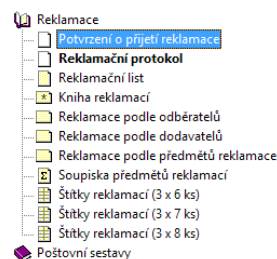 Reklamace
Potvrzení o přijetí reklamace
Reklamační protokol
Reklamační list
Kniha reklamací
Reklamace podle odběratelů
Reklamace podle dodavatelů
Reklamace podle předmětů reklamace
Soupiska předmětů reklamací
Štítky reklamací (3 x 6 ks)
Štítky reklamací (3 x 7 ks)
Štítky reklamací (3 x 8 ks)
Poštovní sestavy